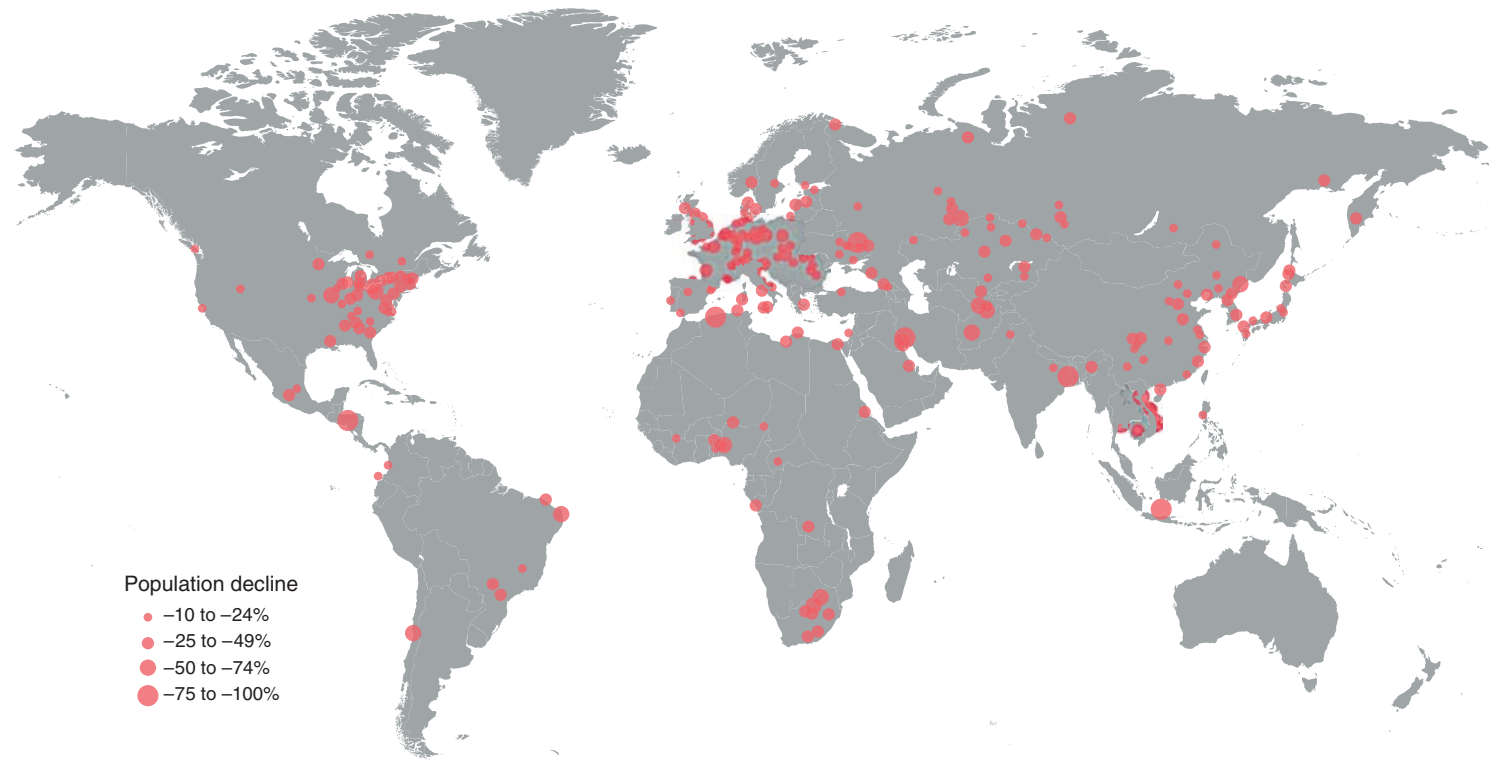 Population decline
–10 to –24%
–25 to –49%
–50 to –74%
–75 to –100%